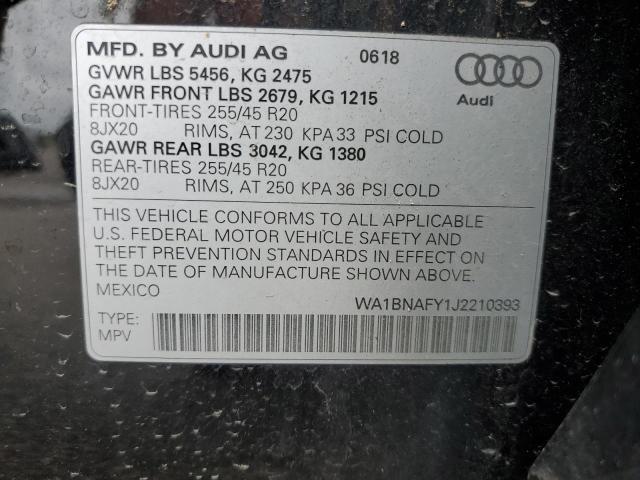 MFD. BY AUDI AG 0618
GVWR LBS 5456, KG 2475
GAWR FRONT LBS 2679, KG 1215
Audi
FRONT-TIRES 255/45 R20
8JX20 RIMS, AT 230 KPA 33 PSI COLD
GAWR REAR LBS 3042, KG 1380
REAR-TIRES 255/45 R20
8JX20 RIMS, AT 250 KPA 36 PSI COLD
THIS VEHICLE CONFORMS TO ALL APPLICABLE
U.S. FEDERAL MOTOR VEHICLE SAFETY AND
THEFT PREVENTION STANDARDS IN EFFECT ON
THE DATE OF MANUFACTURE SHOWN ABOVE.
MEXICO WA1BNAFY1J2210393
TYPE:
MPV